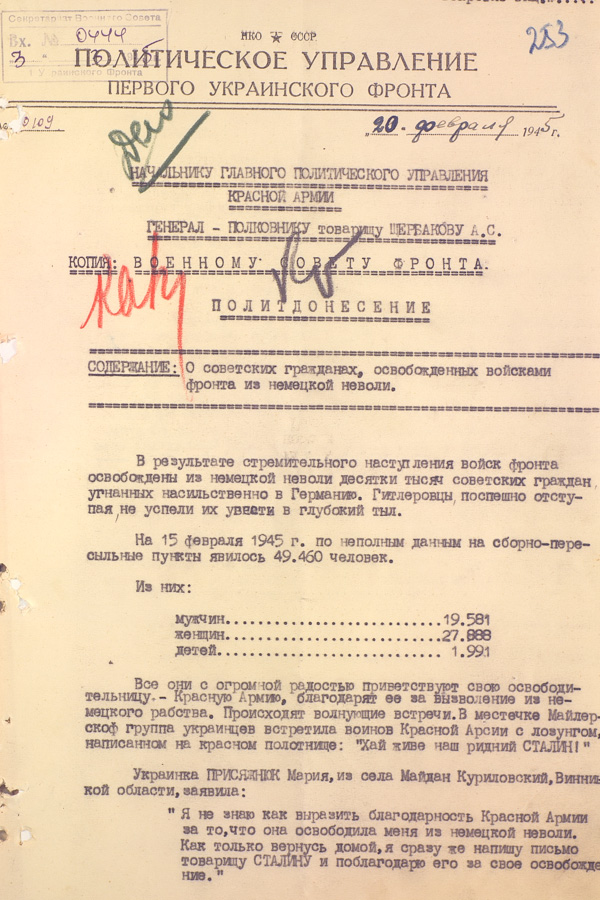 Секретариат Военного Совета
Вх. № 0444
3
1 Украинского Фронта
НКО ★ СССР
253
ПОЛИТИЧЕСКОЕ УПРАВЛЕНИЕ
ПЕРВОГО УКРАИНСКОГО ФРОНТА
0109
„20. февраля 1945 г.
Дело
НАЧАЛЬНИКУ ГЛАВНОГО ПОЛИТИЧЕСКОГО УПРАВЛЕНИЯ
КРАСНОЙ АРМИИ
ГЕНЕРАЛ - ПОЛКОВНИКУ товарищу ЩЕРБАКОВУ А.С.
КОПИЯ: ВОЕННОМУ СОВЕТУ ФРОНТА.
ПОЛИТДОНЕСЕНИЕ
СОДЕРЖАНИЕ: О советских гражданах, освобожденных войсками
фронта из немецкой неволи.
В результате стремительного наступления войск фронта
освобождены из немецкой неволи десятки тысяч советских граждан,
угнанных насильственно в Германию. Гитлеровцы, поспешно отсту-
пая, не успели их увести в глубокий тыл.
На 15 февраля 1945 г. по неполным данным на сборно-пере-
сыльные пункты явилось 49.460 человек.
Из них:
мужчин..........................19.581
женщин..........................27.888
детей........................... 1.991
Все они с огромной радостью приветствуют свою освободи-
тельницу - Красную Армию, благодарят ее за вызволение из не-
мецкого рабства. Происходят волнующие встречи. В местечке Майлер-
скоф группа украинцев встретила воинов Красной Арсии с лозунгом,
написанном на красном полотнище: "Хай живе наш ридний СТАЛИН!"
Украинка ПРИСЯЖНЮК Мария, из села Майдан Куриловский, Винниц-
кой области, заявила:
" Я не знаю как выразить благодарность Красной Армии
за то, что она освободила меня из немецкой неволи.
Как только вернусь домой, я сразу же напишу письмо
товарищу СТАЛИНУ и поблагодарю его за свое освобожде-
ние."